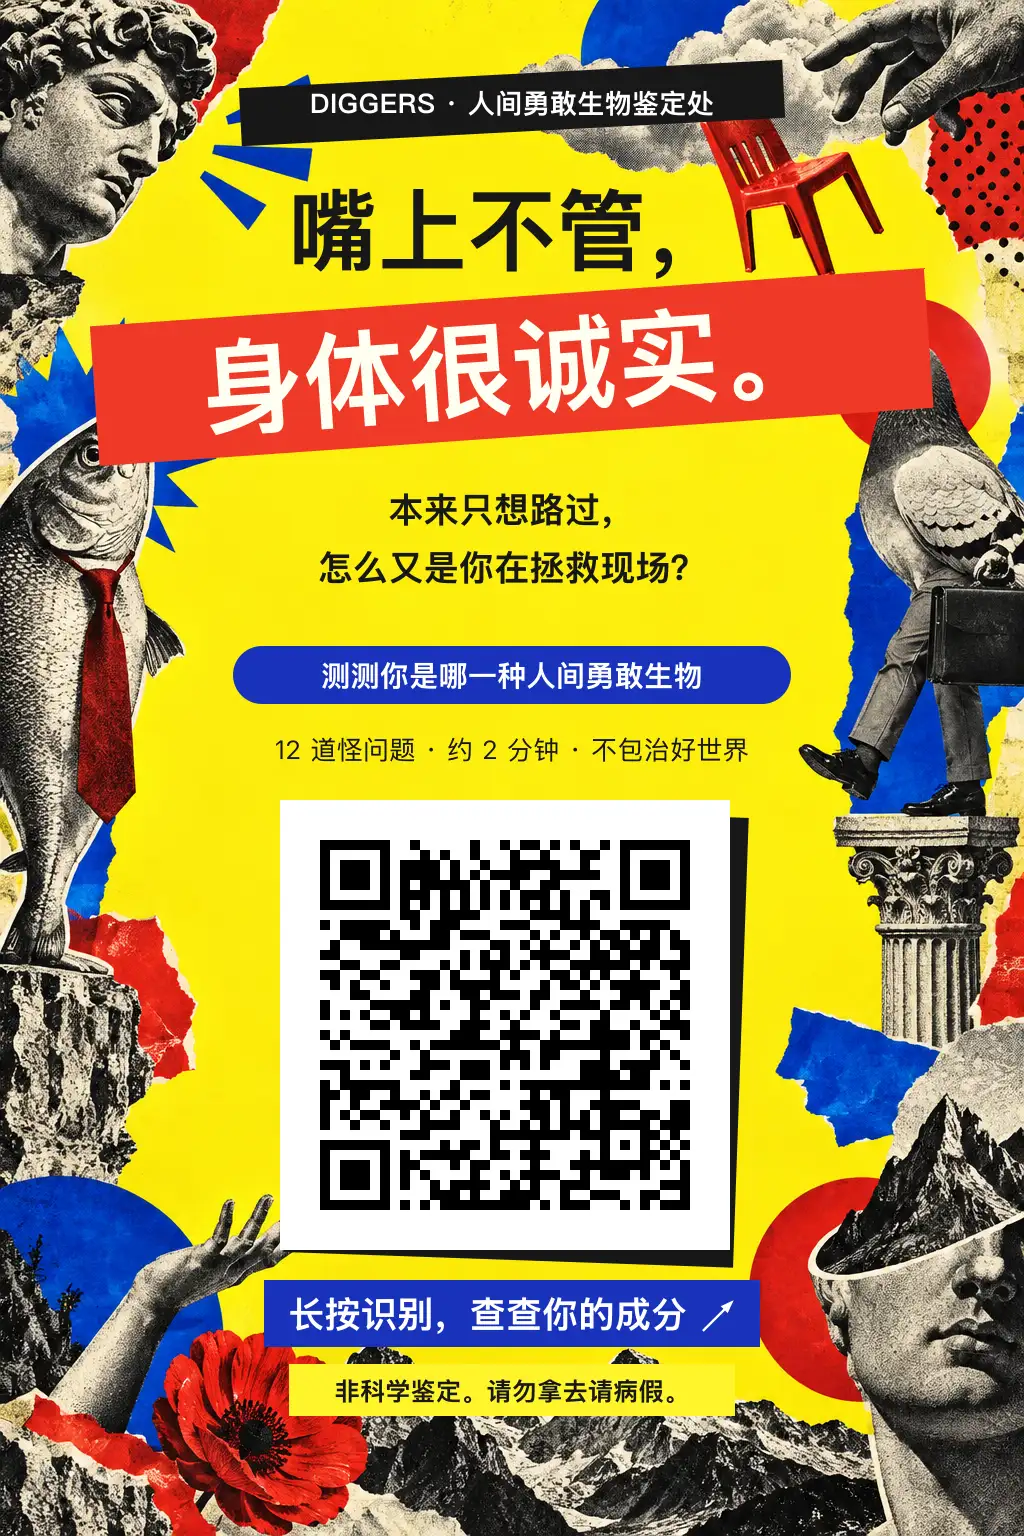 DIGGERS · 人间勇敢生物鉴定处
嘴上不管，
身体很诚实。
本来只想路过，
怎么又是你在拯救现场？
测测你是哪一种人间勇敢生物
12 道怪问题 · 约 2 分钟 · 不包治好世界
长按识别，查查你的成分 ↗
非科学鉴定。请勿拿去请病假。